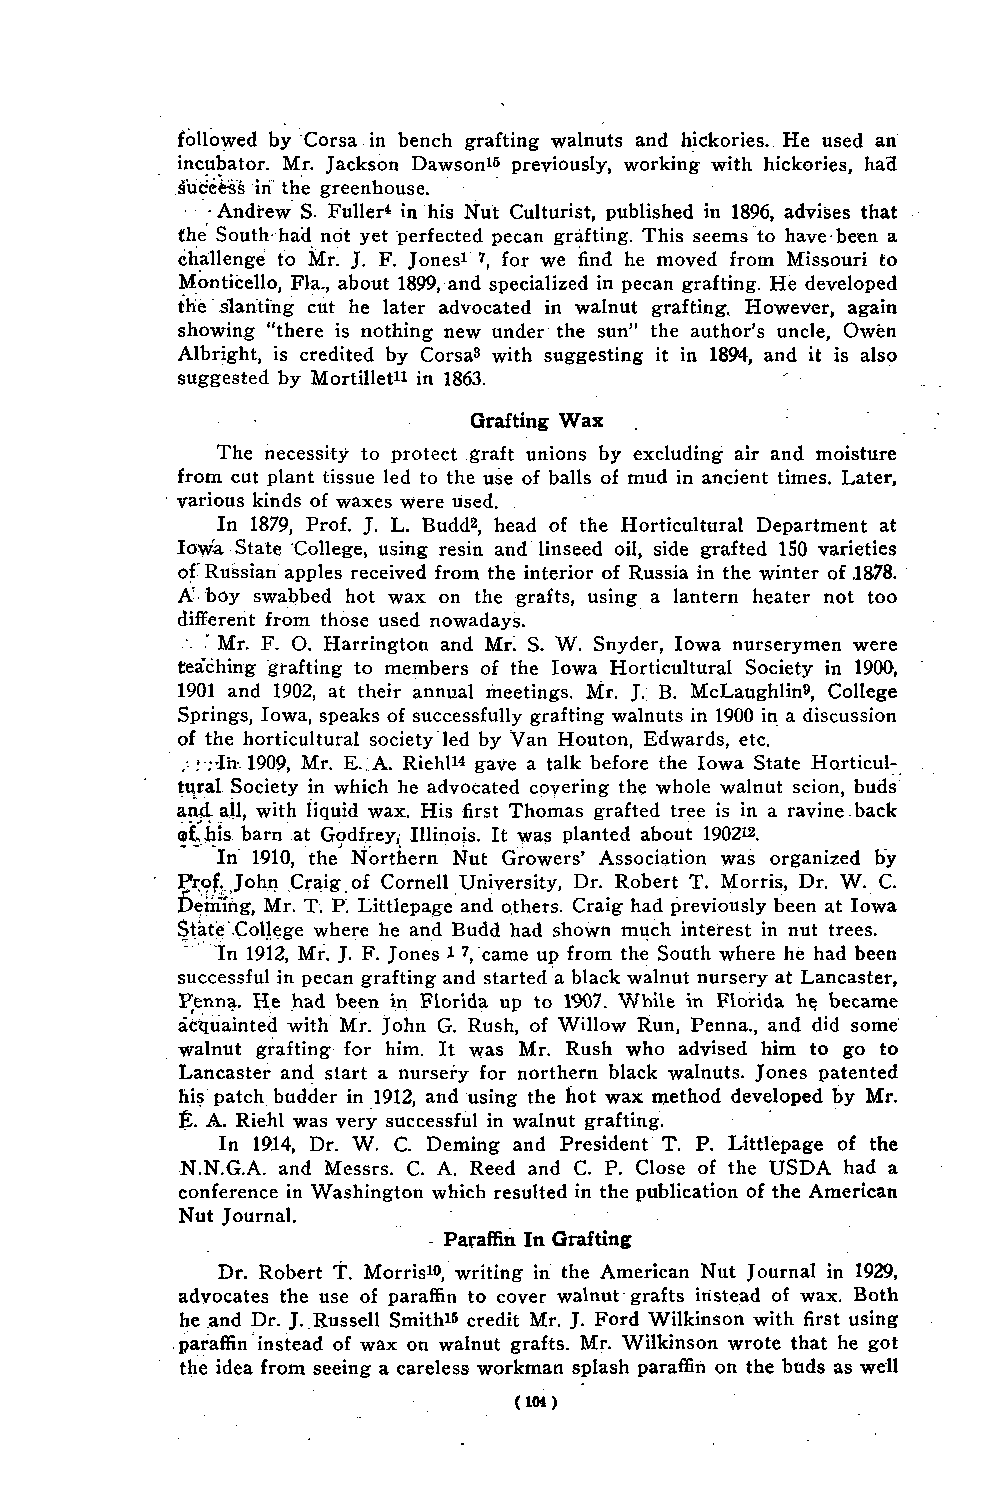 followed by Corsa in bench grafting walnuts and hickories. He used an
incubator. Mr. Jackson Dawson15 previously, working with hickories, had
success in the greenhouse.
Andrew S. Fuller4 in his Nut Culturist, published in 1896, advises that
the South had not yet perfected pecan grafting. This seems to have been a
challenge to Mr. J. F. Jones1 7, for we find he moved from Missouri to
Monticello, Fla., about 1899, and specialized in pecan grafting. He developed
the slanting cut he later advocated in walnut grafting. However, again
showing "there is nothing new under the sun" the author's uncle, Owen
Albright, is credited by Corsa3 with suggesting it in 1894, and it is also
suggested by Mortillet11 in 1863.
Grafting Wax
The necessity to protect graft unions by excluding air and moisture
from cut plant tissue led to the use of balls of mud in ancient times. Later,
various kinds of waxes were used.
In 1879, Prof. J. L. Budd2, head of the Horticultural Department at
Iowa State College, using resin and linseed oil, side grafted 150 varieties
of Russian apples received from the interior of Russia in the winter of 1878.
A boy swabbed hot wax on the grafts, using a lantern heater not too
different from those used nowadays.
Mr. F. O. Harrington and Mr. S. W. Snyder, Iowa nurserymen were
teaching grafting to members of the Iowa Horticultural Society in 1900,
1901 and 1902, at their annual meetings. Mr. J. B. McLaughlin9, College
Springs, Iowa, speaks of successfully grafting walnuts in 1900 in a discussion
of the horticultural society led by Van Houton, Edwards, etc.
In 1909, Mr. E. A. Riehl14 gave a talk before the Iowa State Horticul-
tural Society in which he advocated covering the whole walnut scion, buds
and all, with liquid wax. His first Thomas grafted tree is in a ravine back
of his barn at Godfrey, Illinois. It was planted about 190212.
In 1910, the Northern Nut Growers' Association was organized by
Prof. John Craig of Cornell University, Dr. Robert T. Morris, Dr. W. C.
Deming, Mr. T. P. Littlepage and others. Craig had previously been at Iowa
State College where he and Budd had shown much interest in nut trees.
In 1912, Mr. J. F. Jones 1 7, came up from the South where he had been
successful in pecan grafting and started a black walnut nursery at Lancaster,
Penna. He had been in Florida up to 1907. While in Florida he became
acquainted with Mr. John G. Rush, of Willow Run, Penna., and did some
walnut grafting for him. It was Mr. Rush who advised him to go to
Lancaster and start a nursery for northern black walnuts. Jones patented
his patch budder in 1912, and using the hot wax method developed by Mr.
E. A. Riehl was very successful in walnut grafting.
In 1914, Dr. W. C. Deming and President T. P. Littlepage of the
N.N.G.A. and Messrs. C. A. Reed and C. P. Close of the USDA had a
conference in Washington which resulted in the publication of the American
Nut Journal.
Paraffin In Grafting
Dr. Robert T. Morris10, writing in the American Nut Journal in 1929,
advocates the use of paraffin to cover walnut grafts instead of wax. Both
he and Dr. J. Russell Smith15 credit Mr. J. Ford Wilkinson with first using
paraffin instead of wax on walnut grafts. Mr. Wilkinson wrote that he got
the idea from seeing a careless workman splash paraffin on the buds as well
(104)